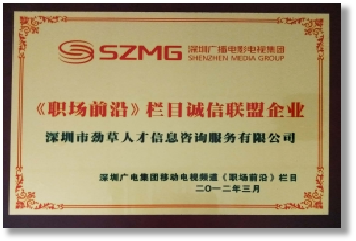 SZMG 深圳广播电影电视集团
SHENZHEN MEDIA GROUP
《职场前沿》栏目诚信联盟企业
深圳市劲草人才信息咨询服务有限公司
深圳广电集团移动电视频道《职场前沿》栏目
二〇一二年三月